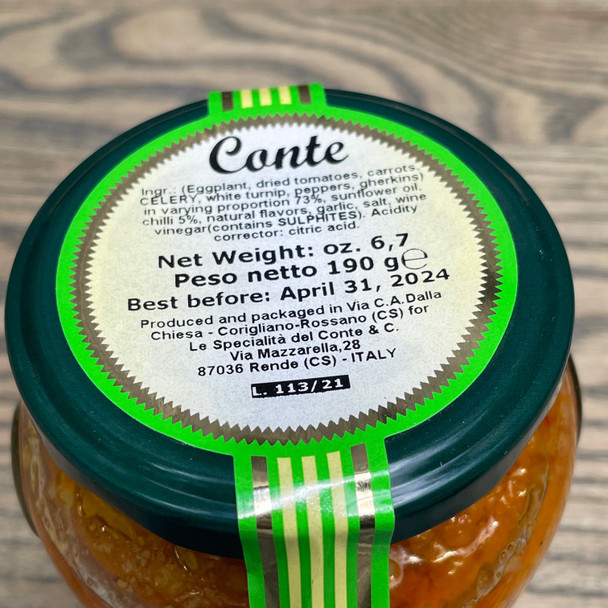 Conte
Ingr.: (Eggplant, dried tomatoes, carrots,
CELERY, white turnip, peppers, gherkins)
in varying proportion 73%, sunflower oil,
chilli 5%, natural flavors, garlic, salt, wine
vinegar(contains SULPHITES). Acidity
corrector: citric acid.
Net Weight: oz. 6,7
Peso netto 190 g℮
Best before: April 31, 2024
Produced and packaged in Via C.A.Dalla
Chiesa - Corigliano-Rossano (CS) for
Le Specialità del Conte & C.
Via Mazzarella,28
87036 Rende (CS) - ITALY
L. 113/21